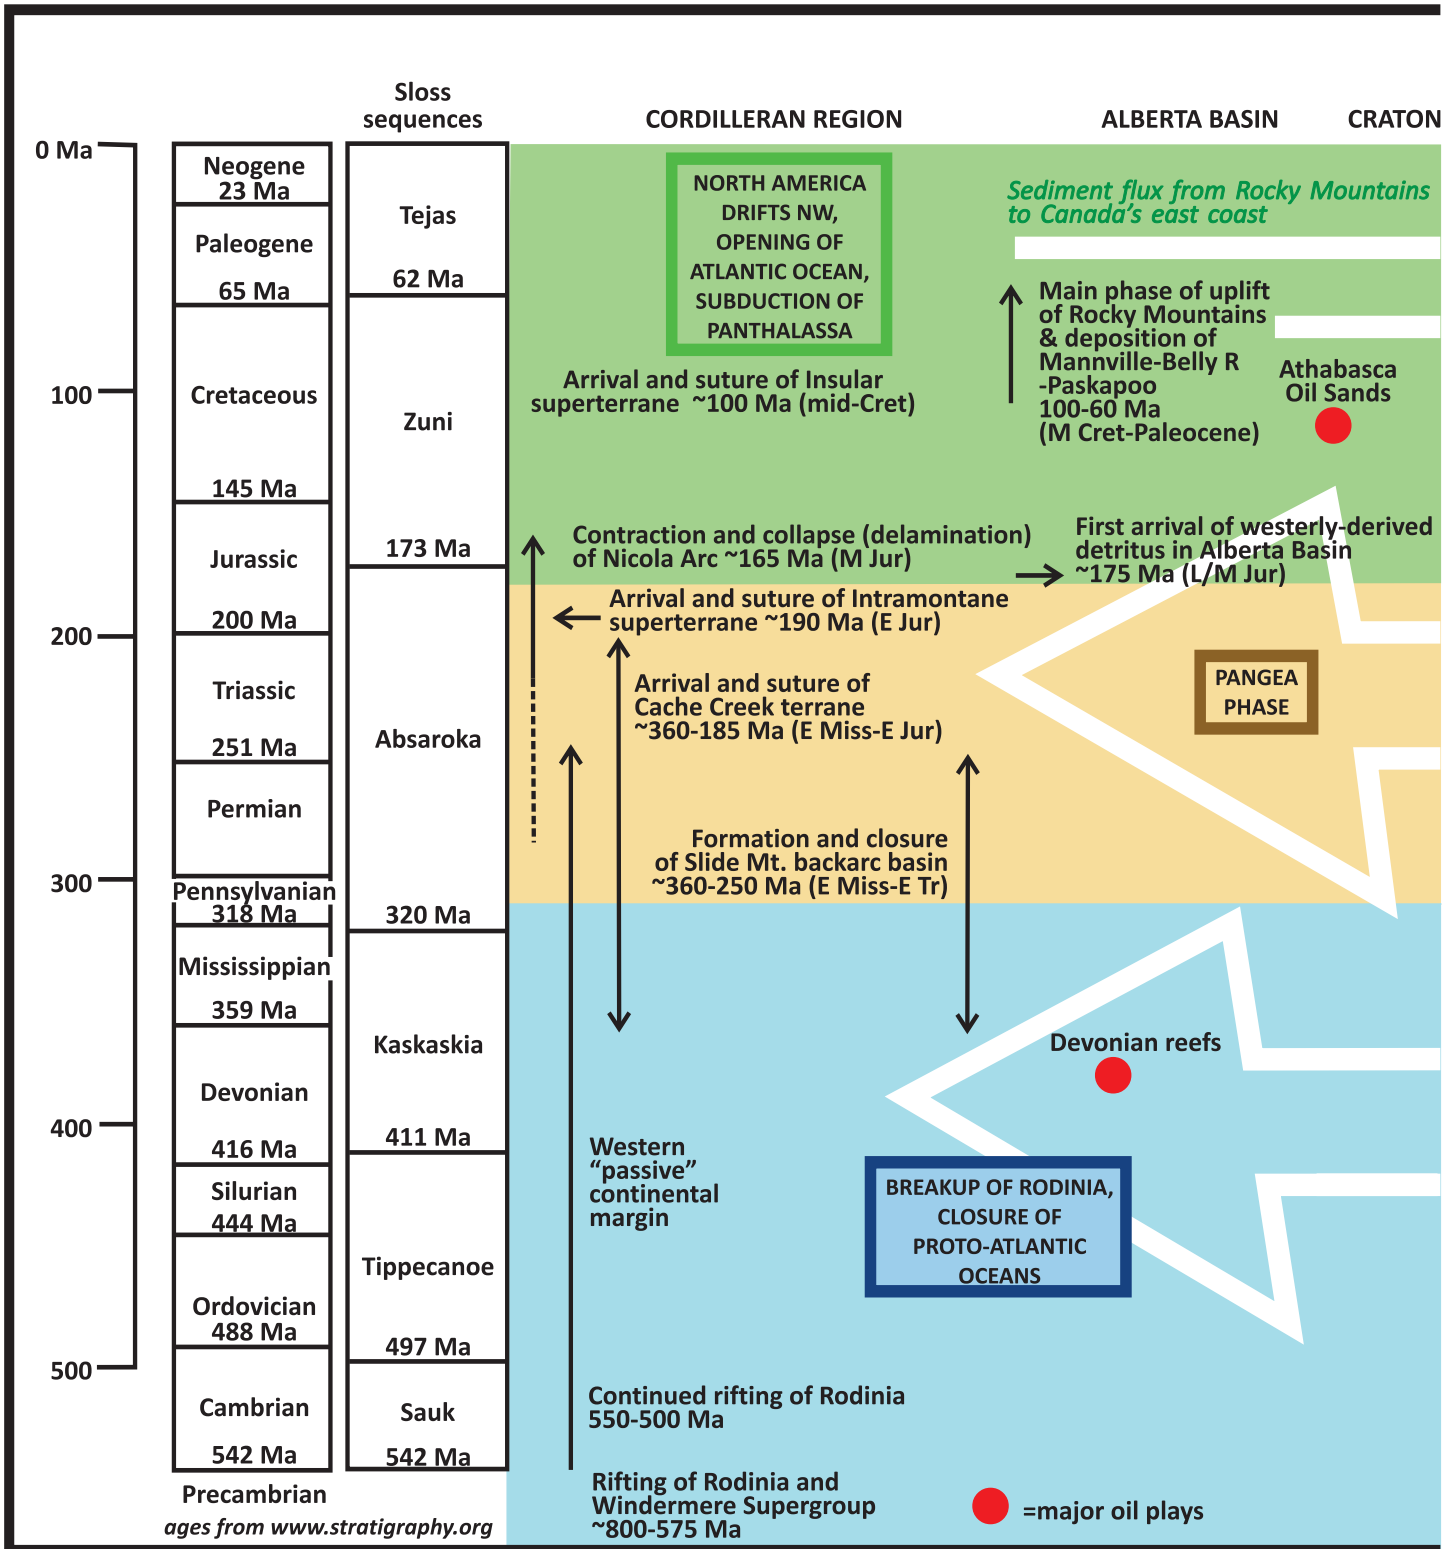 Sloss
sequences
CORDILLERAN REGION
ALBERTA BASIN
CRATON
0 Ma
100
200
300
400
500
Neogene
23 Ma
Paleogene
65 Ma
Cretaceous
145 Ma
Jurassic
200 Ma
Triassic
251 Ma
Permian
Pennsylvanian
318 Ma
Mississippian
359 Ma
Devonian
416 Ma
Silurian
444 Ma
Ordovician
488 Ma
Cambrian
542 Ma
Precambrian
ages from www.stratigraphy.org
Tejas
62 Ma
Zuni
173 Ma
Absaroka
320 Ma
Kaskaskia
411 Ma
Tippecanoe
497 Ma
Sauk
542 Ma
NORTH AMERICA
DRIFTS NW,
OPENING OF
ATLANTIC OCEAN,
SUBDUCTION OF
PANTHALASSA
Arrival and suture of Insular
superterrane ~100 Ma (mid-Cret)
Sediment flux from Rocky Mountains
to Canada’s east coast
Main phase of uplift
of Rocky Mountains
& deposition of
Mannville-Belly R
-Paskapoo
100-60 Ma
(M Cret-Paleocene)
Athabasca
Oil Sands
Contraction and collapse (delamination)
of Nicola Arc ~165 Ma (M Jur)
First arrival of westerly-derived
detritus in Alberta Basin
~175 Ma (L/M Jur)
Arrival and suture of Intramontane
superterrane ~190 Ma (E Jur)
Arrival and suture of
Cache Creek terrane
~360-185 Ma (E Miss-E Jur)
PANGEA
PHASE
Formation and closure
of Slide Mt. backarc basin
~360-250 Ma (E Miss-E Tr)
Devonian reefs
Western
“passive”
continental
margin
BREAKUP OF RODINIA,
CLOSURE OF
PROTO-ATLANTIC
OCEANS
Continued rifting of Rodinia
550-500 Ma
Rifting of Rodinia and
Windermere Supergroup
~800-575 Ma
=major oil plays